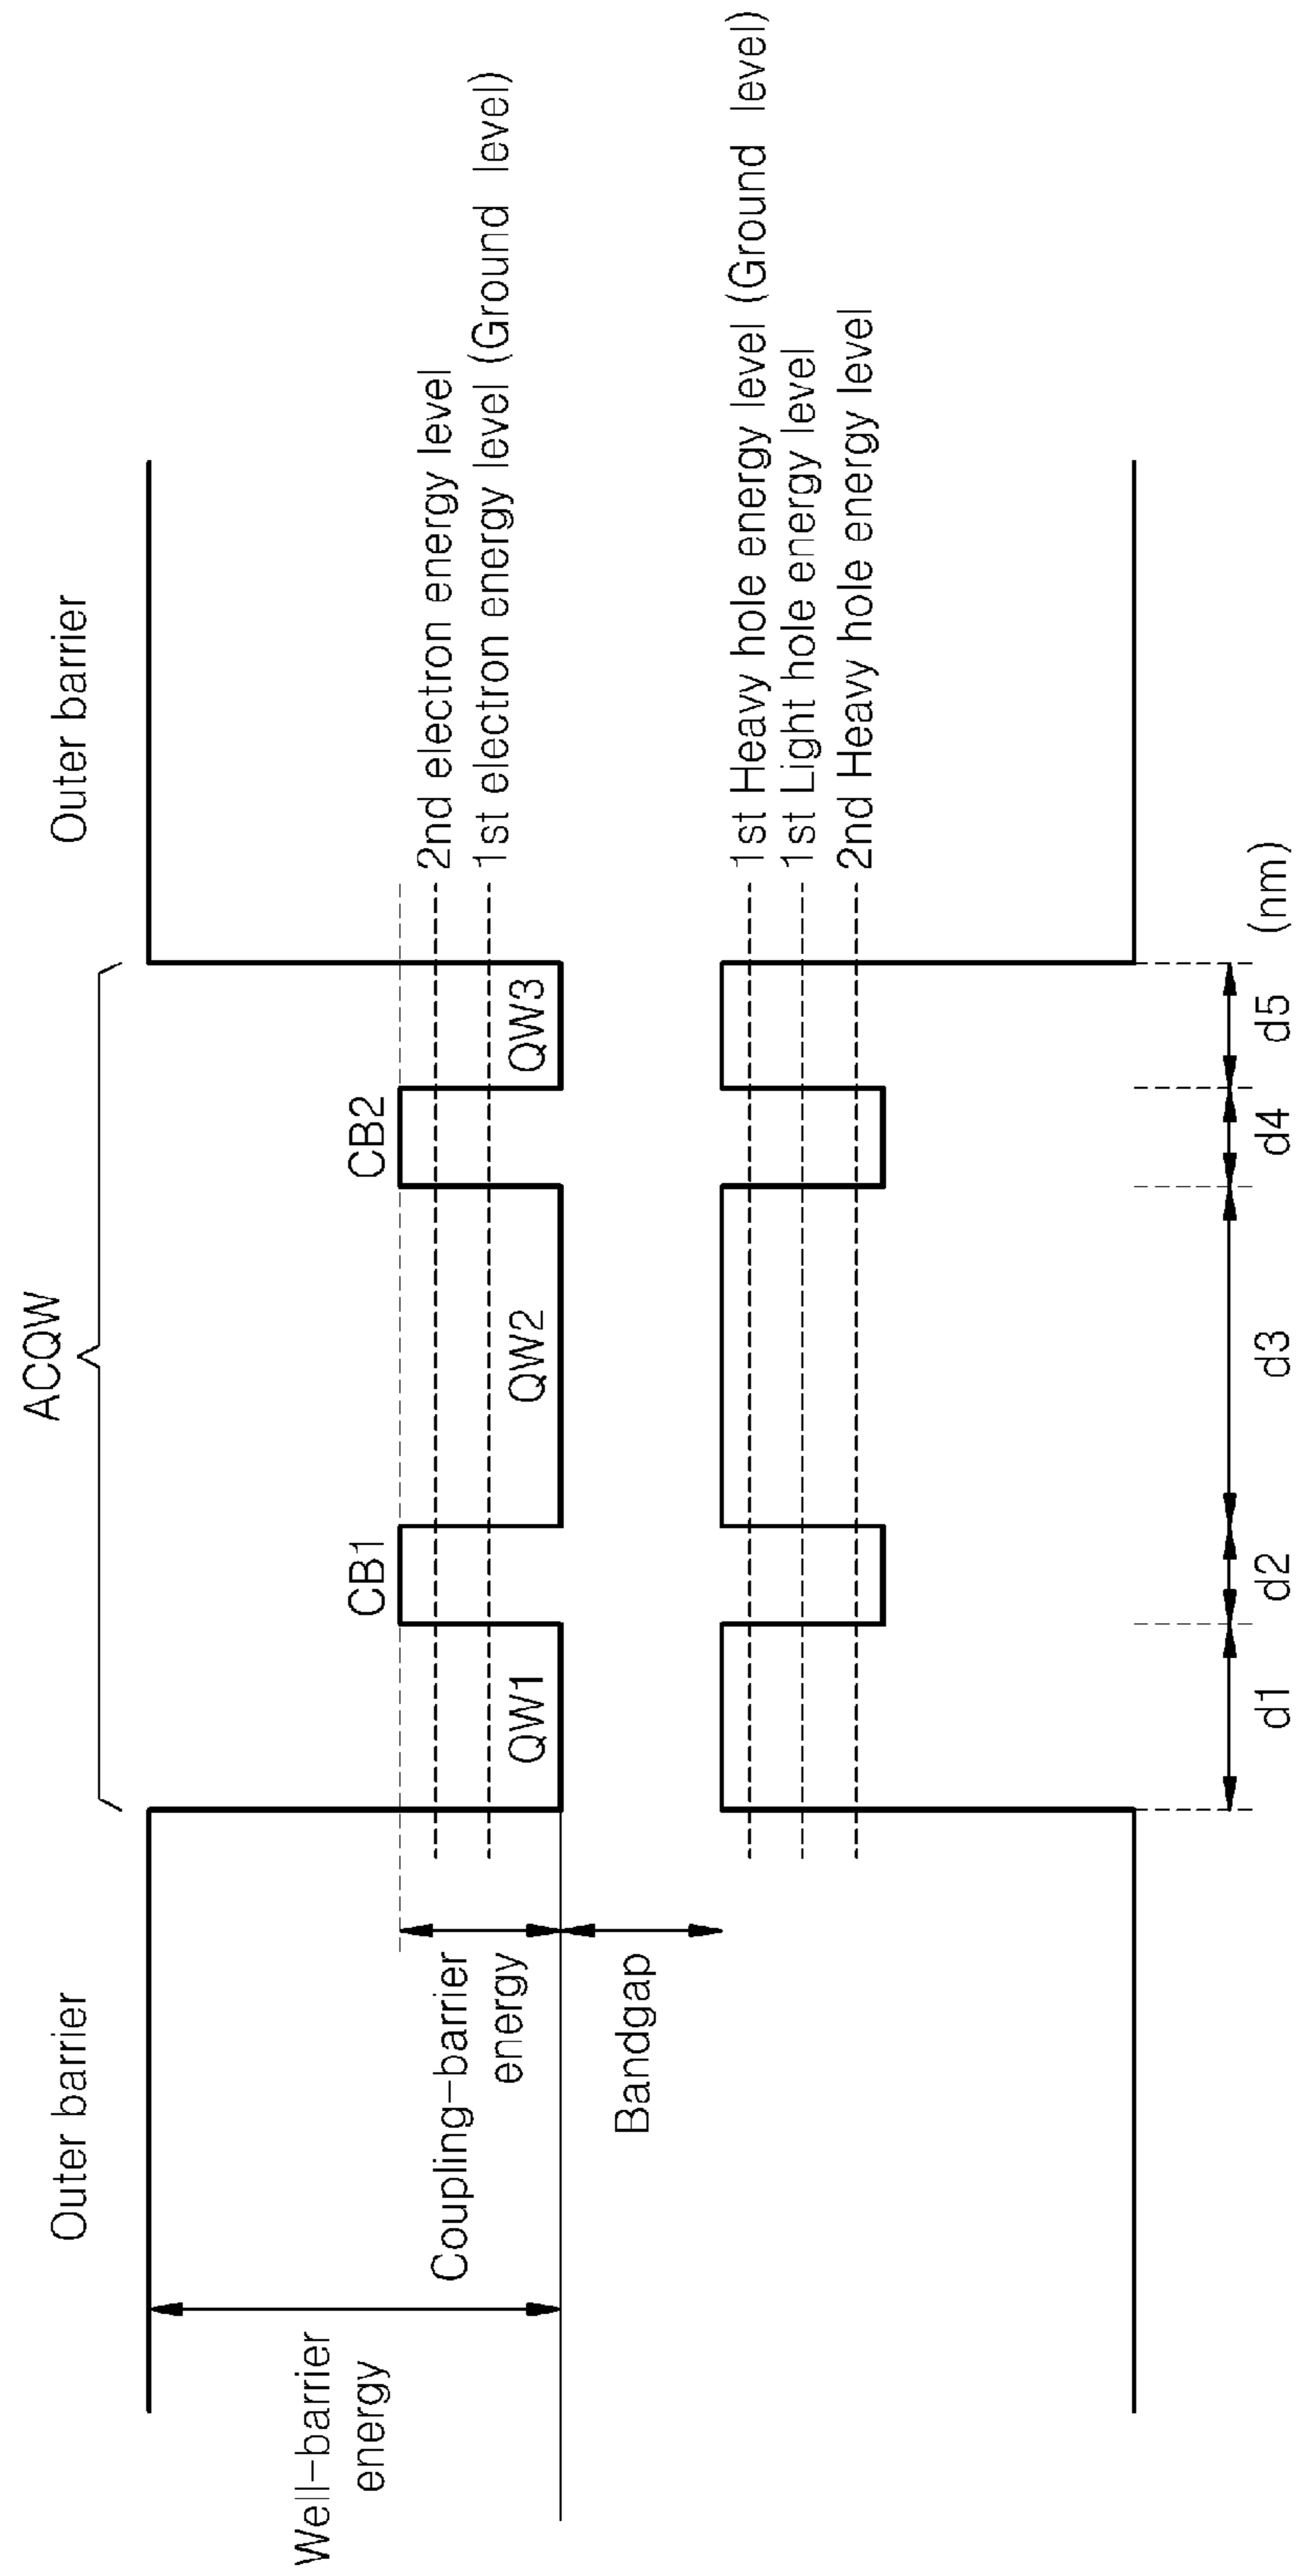 ACQW
Outer barrier
Outer barrier
Well-barrier
energy
Coupling-barrier
energy
Bandgap
CB1
CB2
QW1
QW2
QW3
2nd electron energy level
1st electron energy level (Ground level)
1st Heavy hole energy level (Ground level)
1st Light hole energy level
2nd Heavy hole energy level
d1
d2
d3
d4
d5
(nm)